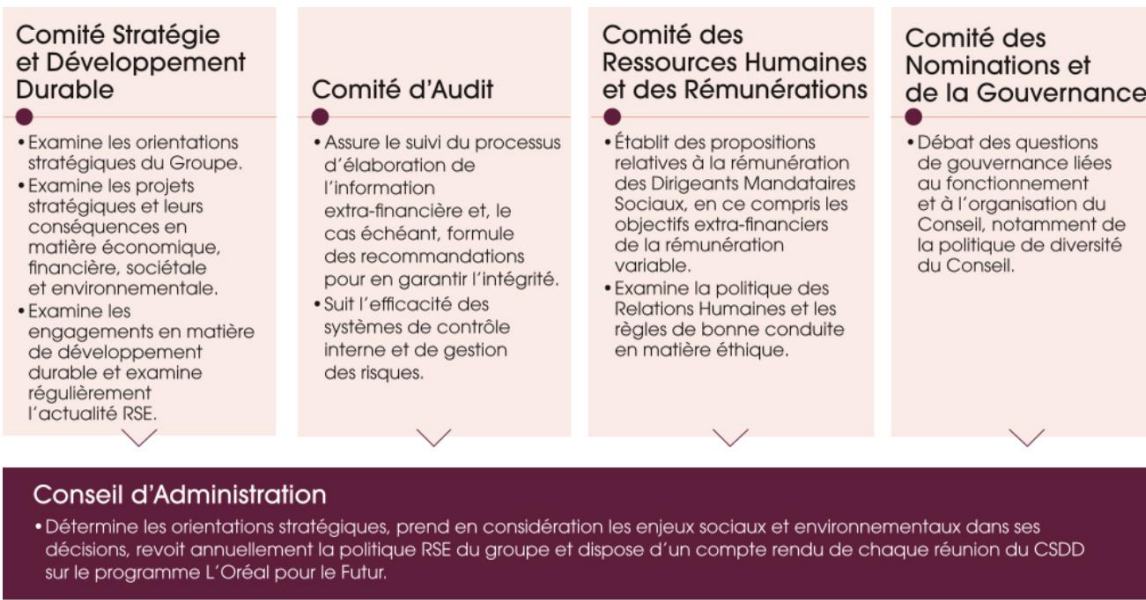 Comité Stratégie
et Développement
Durable
• Examine les orientations
stratégiques du Groupe.
• Examine les projets
stratégiques et leurs
conséquences en
matière économique,
financière, sociétale
et environnementale.
• Examine les
engagements en matière
de développement
durable et examine
régulièrement
l'actualité RSE.
Comité d'Audit
• Assure le suivi du processus
d'élaboration de
l'information
extra-financière et, le
cas échéant, formule
des recommandations
pour en garantir l'intégrité.
• Suit l'efficacité des
systèmes de contrôle
interne et de gestion
des risques.
Comité des
Ressources Humaines
et des Rémunérations
• Établit des propositions
relatives à la rémunération
des Dirigeants Mandataires
Sociaux, en ce compris les
objectifs extra-financiers
de la rémunération
variable.
• Examine la politique des
Relations Humaines et les
règles de bonne conduite
en matière éthique.
Comité des
Nominations et
de la Gouvernance
• Débat des questions
de gouvernance liées
au fonctionnement
et à l'organisation du
Conseil, notamment de
la politique de diversité
du Conseil.
Conseil d'Administration
• Détermine les orientations stratégiques, prend en considération les enjeux sociaux et environnementaux dans ses
décisions, revoit annuellement la politique RSE du groupe et dispose d'un compte rendu de chaque réunion du CSDD
sur le programme L'Oréal pour le Futur.